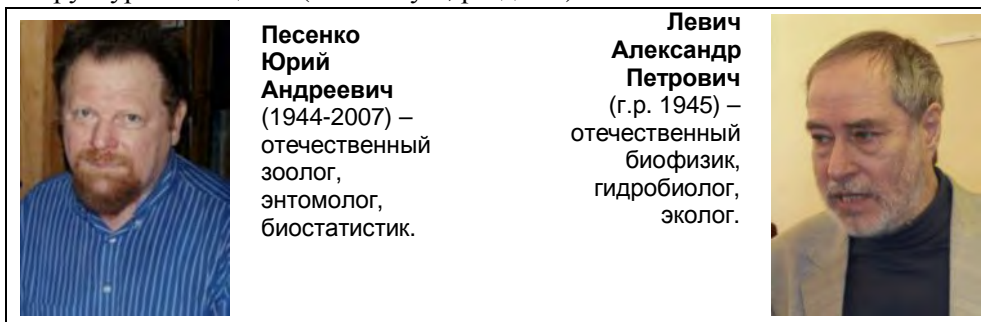 Песенко
Юрий
Андреевич
(1944-2007) –
отечественный
зоолог,
энтомолог,
биостатистик.
Левич
Александр
Петрович
(г.р. 1945) –
отечественный
биофизик,
гидробиолог,
эколог.